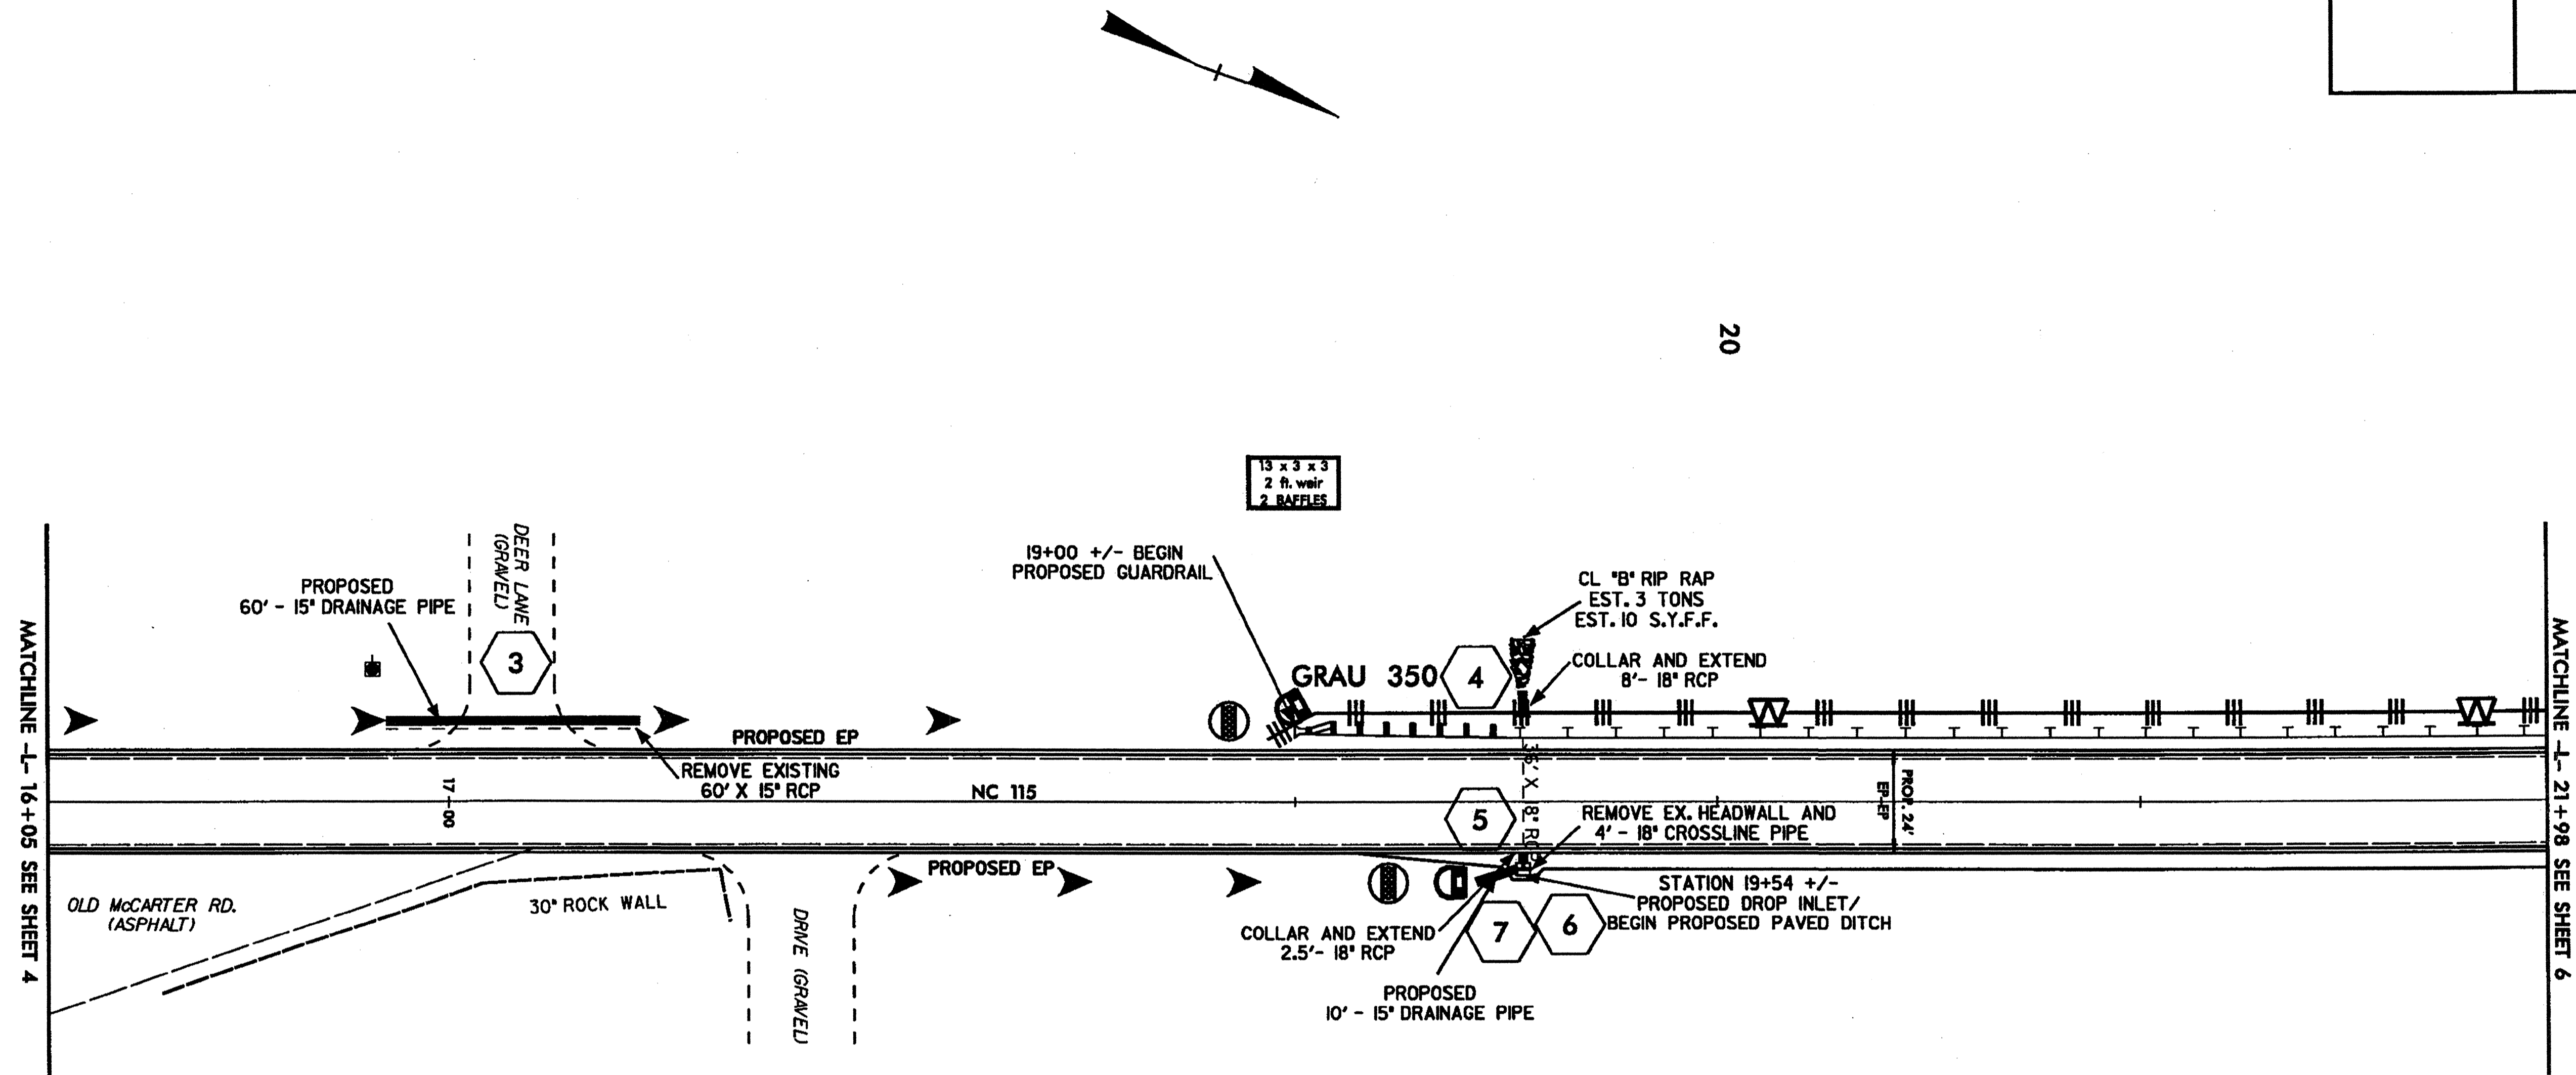 20
13 x 3 x 3
2 ft. weir
2 BAFFLES
19+00 +/- BEGIN
PROPOSED GUARDRAIL
DEER LANE
(GRAVEL)
PROPOSED
60' - 15" DRAINAGE PIPE
3
CL "B" RIP RAP
EST. 3 TONS
EST. 10 S.Y.F.F.
COLLAR AND EXTEND
8'- 18" RCP
GRAU 350
4
MATCHLINE -L- 16+05 SEE SHEET 4
MATCHLINE -L- 21+98 SEE SHEET 6
PROPOSED EP
REMOVE EXISTING
60' X 15" RCP
17+00
NC 115
5
REMOVE EX. HEADWALL AND
4' - 18" CROSSLINE PIPE
PROP. 24'
EP-EP
PROPOSED EP
STATION 19+54 +/-
PROPOSED DROP INLET/
BEGIN PROPOSED PAVED DITCH
OLD McCARTER RD.
(ASPHALT)
30" ROCK WALL
DRIVE (GRAVEL)
COLLAR AND EXTEND
2.5'- 18" RCP
7
6
PROPOSED
10' - 15" DRAINAGE PIPE